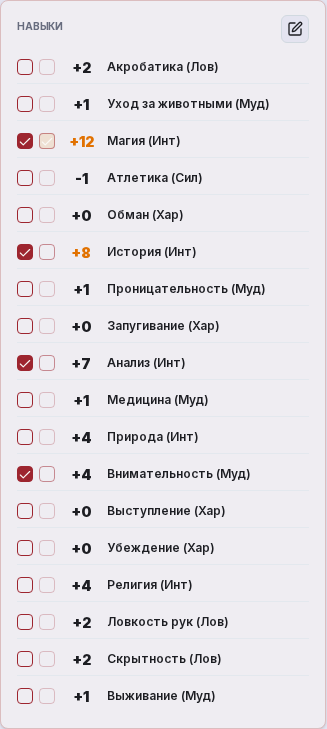 НАВЫКИ
+2 Акробатика (Лов)
+1 Уход за животными (Муд)
+12 Магия (Инт)
-1 Атлетика (Сил)
+0 Обман (Хар)
+8 История (Инт)
+1 Проницательность (Муд)
+0 Запугивание (Хар)
+7 Анализ (Инт)
+1 Медицина (Муд)
+4 Природа (Инт)
+4 Внимательность (Муд)
+0 Выступление (Хар)
+0 Убеждение (Хар)
+4 Религия (Инт)
+2 Ловкость рук (Лов)
+2 Скрытность (Лов)
+1 Выживание (Муд)